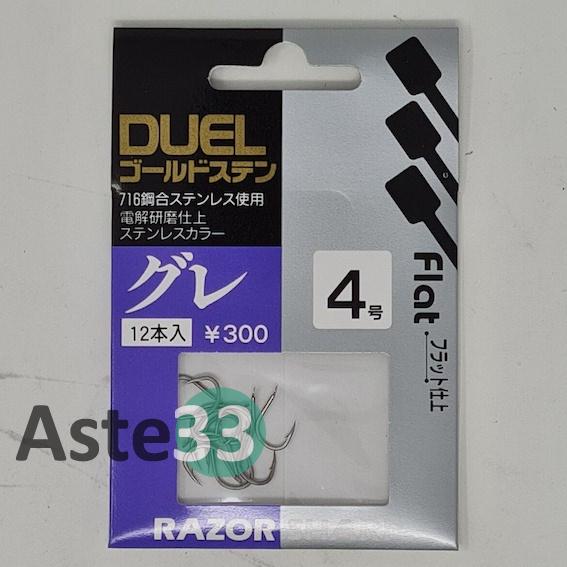 DUEL
ゴールドステン
716鋼合ステンレス使用
電解研磨仕上
ステンレスカラー
グレ
12本入 ¥300
4号
Flat フラット仕上
Aste33
RAZOR